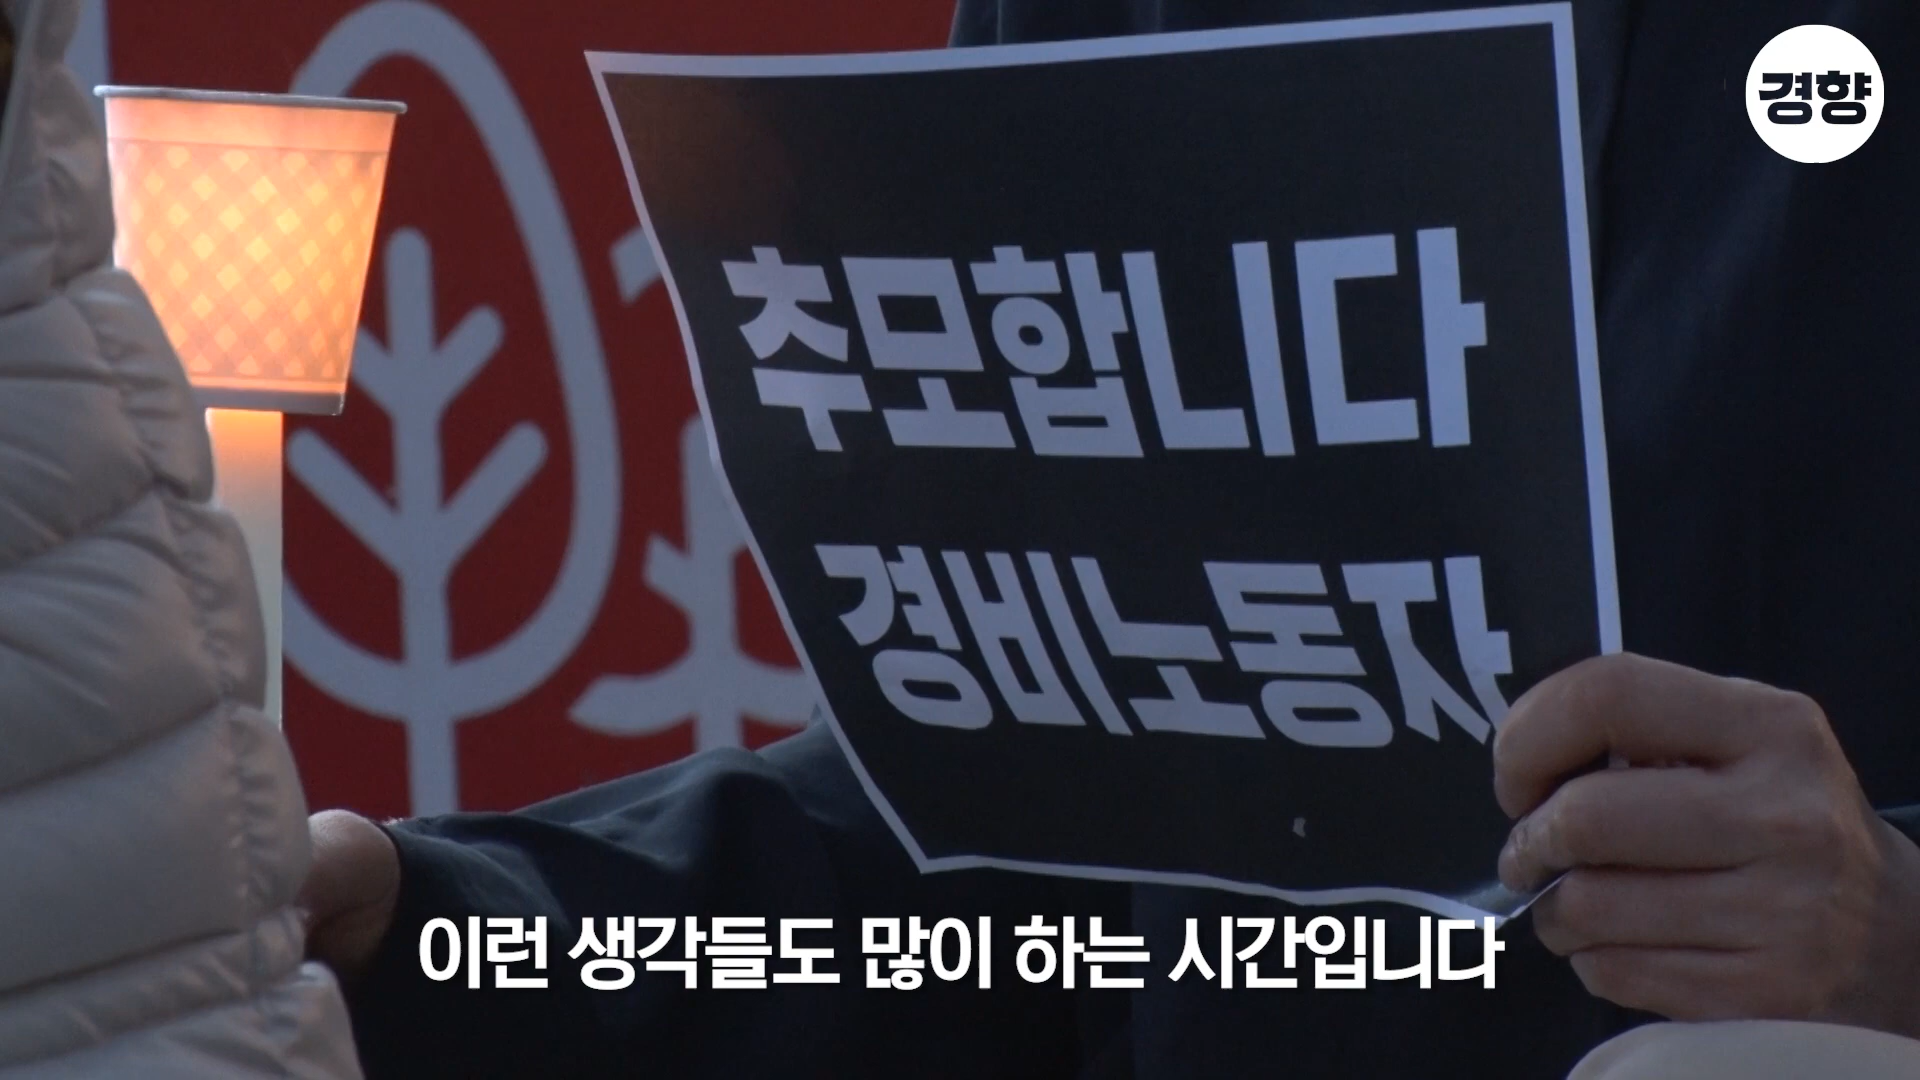 경향
추모합니다
경비노동자
이런 생각들도 많이 하는 시간입니다